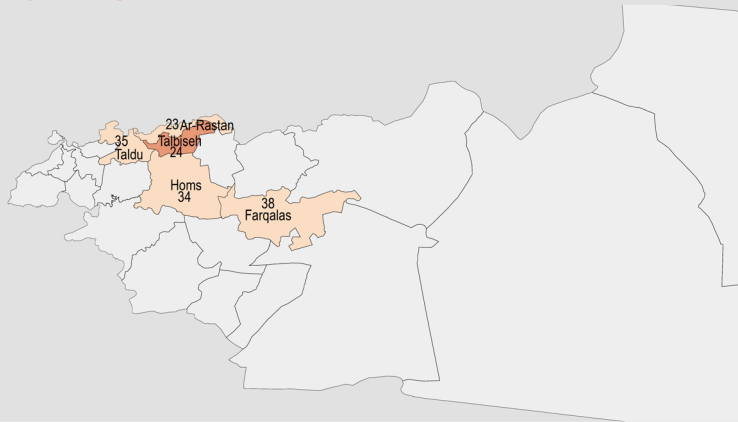 23 Ar-Rastan
35
Taldu
Talbiseh
24
Homs
34
38
Farqalas